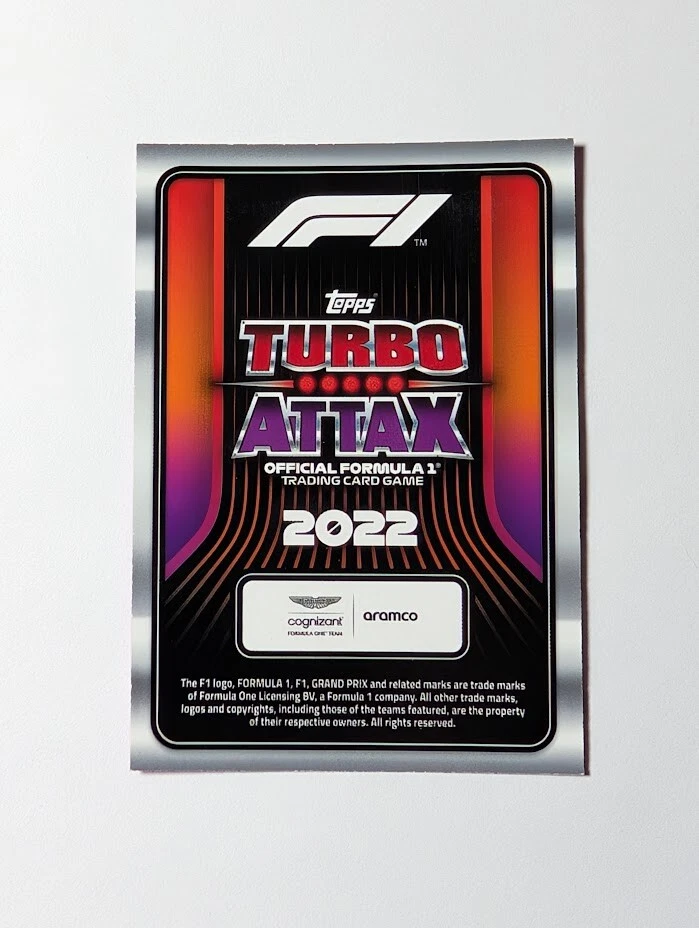 F1
TM
Topps®
TURBO
ATTAX
OFFICIAL FORMULA 1®
TRADING CARD GAME
2022
cognizant
FORMULA ONE™ TEAM
aramco
The F1 logo, FORMULA 1, F1, GRAND PRIX and related marks are trade marks
of Formula One Licensing BV, a Formula 1 company. All other trade marks,
logos and copyrights, including those of the teams featured, are the property
of their respective owners. All rights reserved.